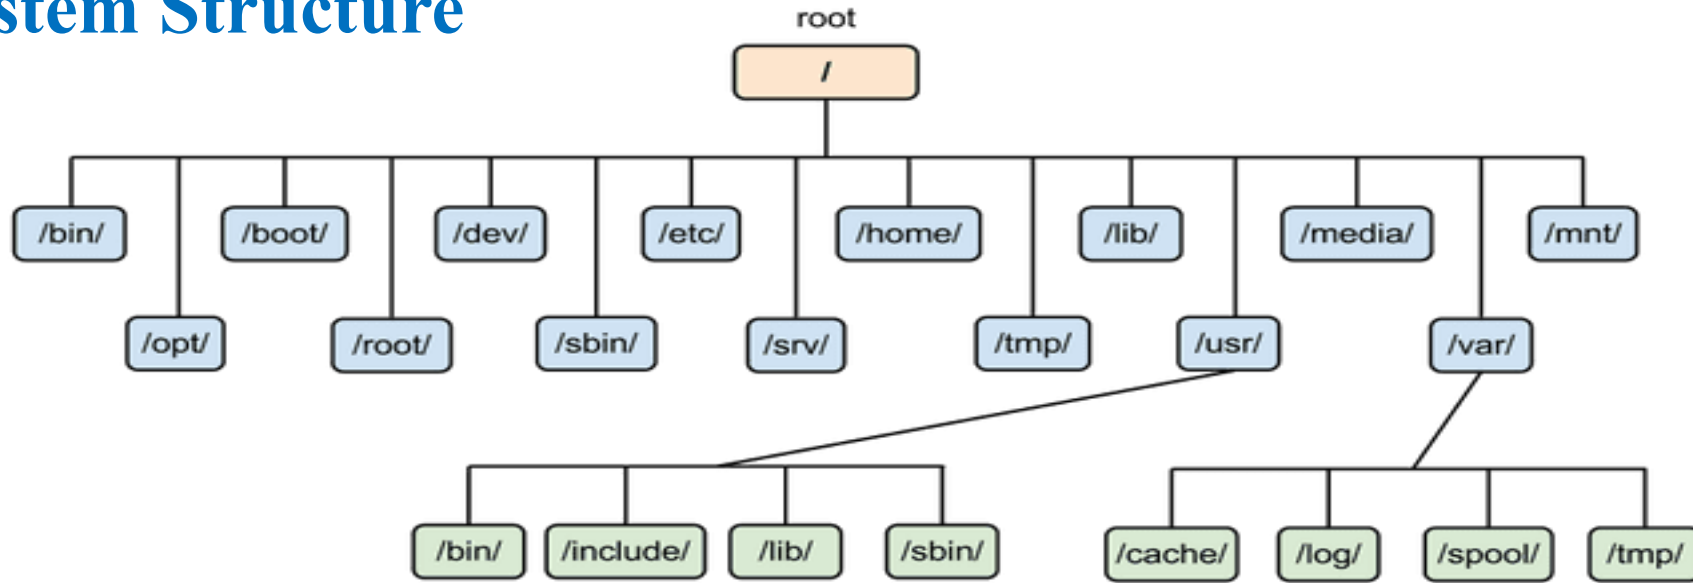 stem Structure
root
/
/bin/ /boot/ /dev/ /etc/ /home/ /lib/ /media/ /mnt/
/opt/ /root/ /sbin/ /srv/ /tmp/ /usr/ /var/
/bin/ /include/ /lib/ /sbin/ /cache/ /log/ /spool/ /tmp/